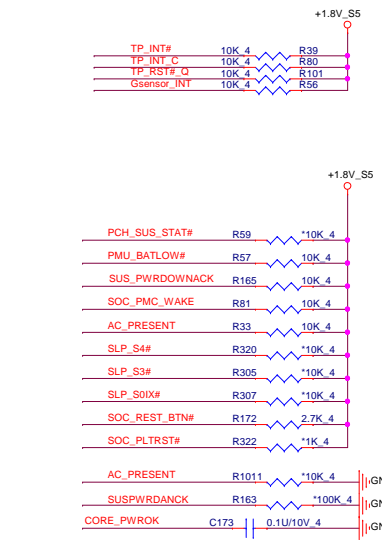 +1.8V_S5
TP_INT# 10K_4 R39
TP_INT_C 10K_4 R80
TP_RST#_Q 10K_4 R101
Gsensor_INT 10K_4 R56
+1.8V_S5
PCH_SUS_STAT# R59 *10K_4
PMU_BATLOW# R57 10K_4
SUS_PWRDOWNACK R165 10K_4
SOC_PMC_WAKE R81 10K_4
AC_PRESENT R33 10K_4
SLP_S4# R320 *10K_4
SLP_S3# R305 *10K_4
SLP_S0IX# R307 *10K_4
SOC_REST_BTN# R172 2.7K_4
SOC_PLTRST# R322 *1K_4
AC_PRESENT R1011 *10K_4 GN
SUSPWRDANCK R163 *100K_4 GN
CORE_PWROK C173 0.1U/10V_4 GN